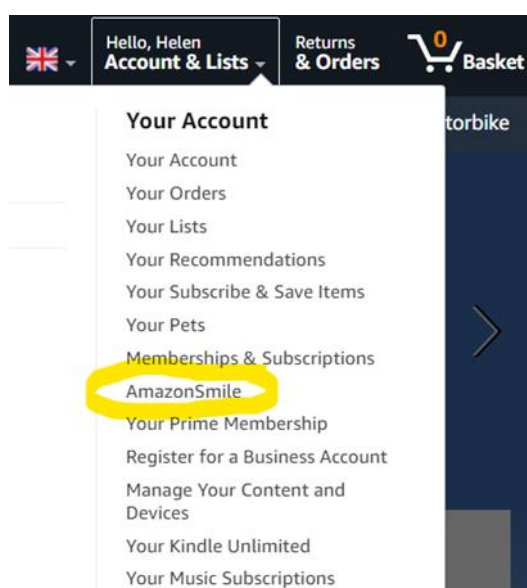 Hello, Helen
Account & Lists
Returns
& Orders
0
Basket
torbike
Your Account
Your Account
Your Orders
Your Lists
Your Recommendations
Your Subscribe & Save Items
Your Pets
Memberships & Subscriptions
AmazonSmile
Your Prime Membership
Register for a Business Account
Manage Your Content and
Devices
Your Kindle Unlimited
Your Music Subscriptions